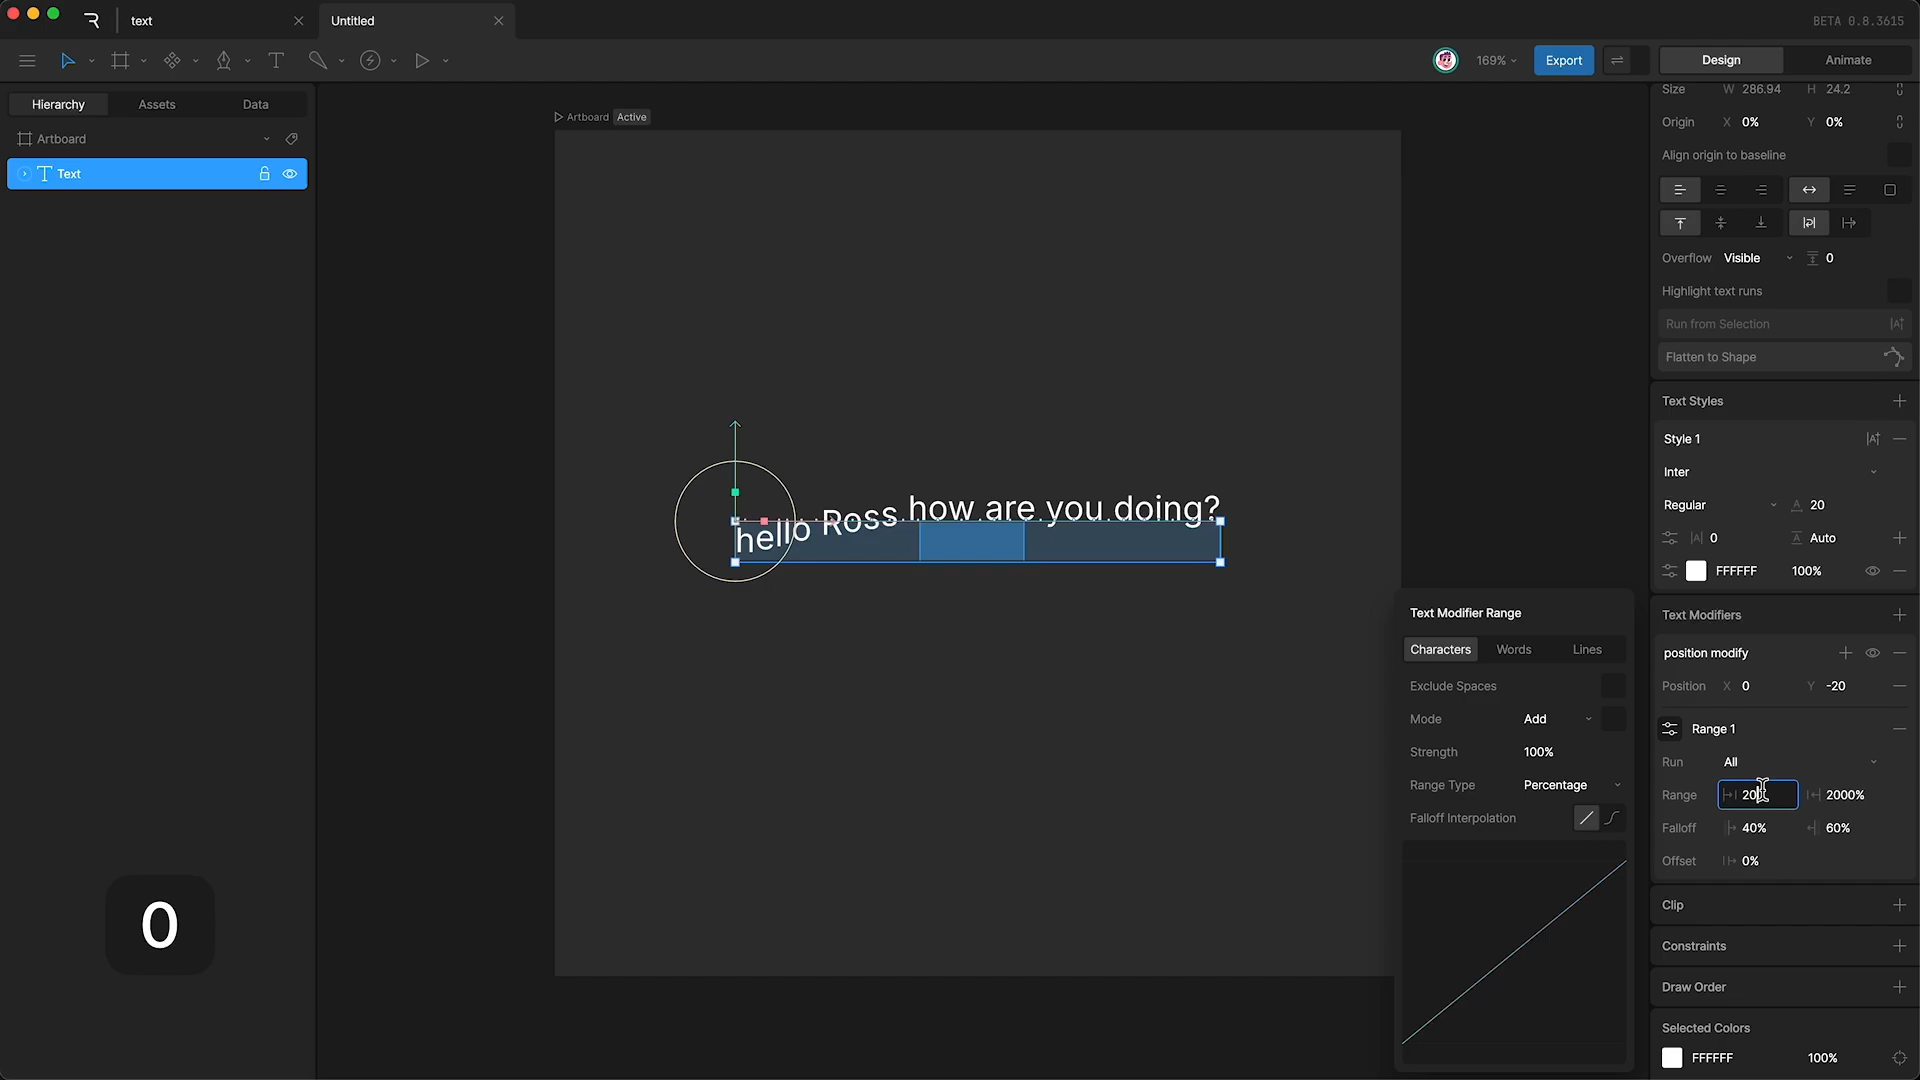 text
Untitled
BETA 0.8.3615
169%
Export
Design
Animate
Hierarchy
Assets
Data
Artboard
Text
Artboard Active
hello Ross how are you doing?
0
Size W 286.94 H 24.2
Origin X 0% Y 0%
Align origin to baseline
Overflow Visible 0
Highlight text runs
Run from Selection
Flatten to Shape
Text Styles
Style 1
Inter
Regular A 20
|A| 0 A Auto
FFFFFF 100%
Text Modifiers
position modify
Position X 0 Y -20
Range 1
Run All
Range 2000%
Falloff 40% 60%
Offset 0%
Clip
Constraints
Draw Order
Selected Colors
FFFFFF 100%
Text Modifier Range
Characters Words Lines
Exclude Spaces
Mode Add
Strength 100%
Range Type Percentage
Falloff Interpolation